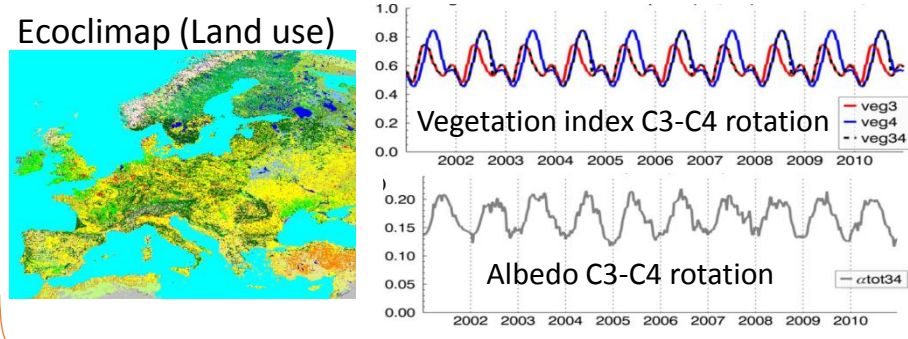 Ecoclimap (Land use)
1.0
0.8
0.6
0.4
0.2
0.0
Vegetation index C3-C4 rotation
veg3
veg4
veg34
2002 2003 2004 2005 2006 2007 2008 2009 2010
)
0.20
0.15
0.10
0.05
0.00
Albedo C3-C4 rotation
αtot34
2002 2003 2004 2005 2006 2007 2008 2009 2010